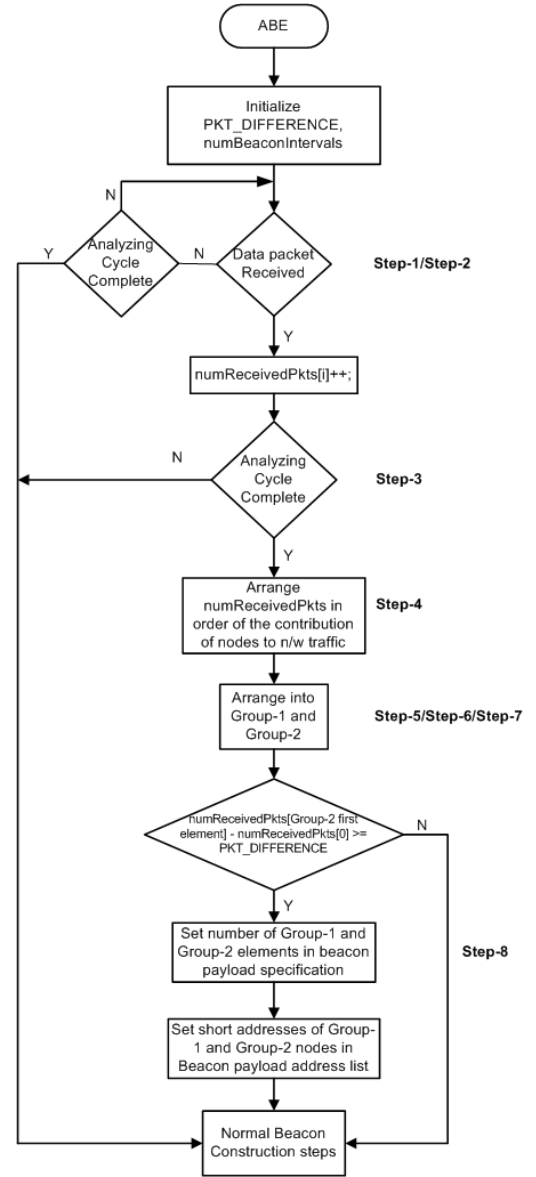 ABE
Initialize
PKT_DIFFERENCE,
numBeaconIntervals
N
Analyzing
Cycle
Complete
Y
N
Data packet
Received
Step-1/Step-2
Y
numReceivedPkts[i]++;
N
Analyzing
Cycle
Complete
Step-3
Y
Arrange
numReceivedPkts in
order of the contribution
of nodes to n/w traffic
Step-4
Arrange into
Group-1 and
Group-2
Step-5/Step-6/Step-7
numReceivedPkts[Group-2 first
element] - numReceivedPkts[0] >=
PKT_DIFFERENCE
N
Y
Set number of Group-1 and
Group-2 elements in beacon
payload specification
Step-8
Set short addresses of Group-
1 and Group-2 nodes in
Beacon payload address list
Normal Beacon
Construction steps